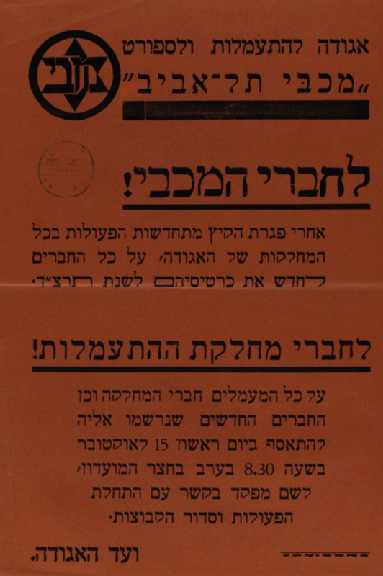 אגודה להתעמלות ולספורט
„מכבי תל־אביב”
מכבי
לחברי המכבי!
אחרי פגרת הקיץ מתחדשות הפעולות בכל
המחלקות של האגודה, על כל החברים
לחדש את כרטיסיהם לשנת תרצ״ד.
לחברי מחלקת ההתעמלות!
על כל המעמלים חברי המחלקה וכן
החברים החדשים שנרשמו אליה
להתאסף ביום ראשון 15 לאוקטובר
בשעה 8.30 בערב בחצר המועדון,
לשם מפקד בקשר עם התחלת
הפעולות וסדור הקבוצות.
ועד האגודה.